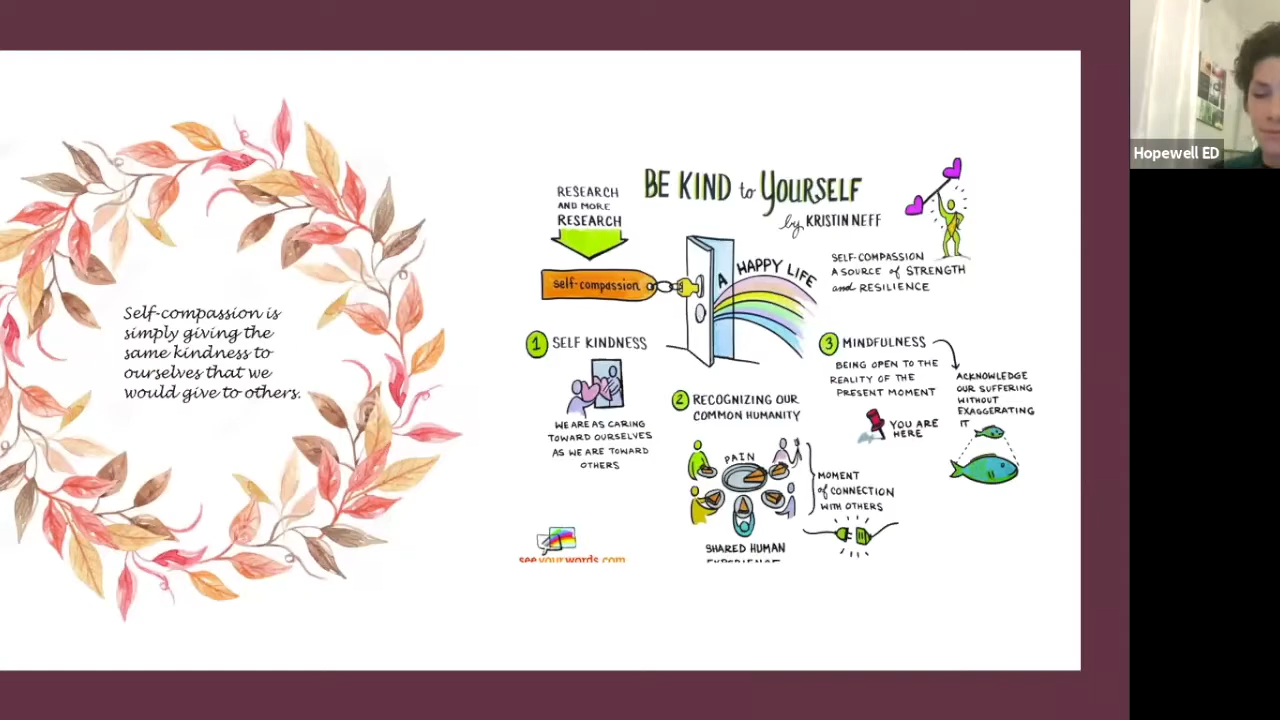 Self-compassion is
simply giving the
same kindness to
ourselves that we
would give to others.
BE KIND to YOURSELF
by KRISTIN NEFF
RESEARCH
AND MORE
RESEARCH
self-compassion
A HAPPY LIFE
SELF-COMPASSION
A SOURCE of STRENGTH
and RESILIENCE
1 SELF KINDNESS
WE ARE AS CARING
TOWARD OURSELVES
AS WE ARE TOWARD
OTHERS
2 RECOGNIZING OUR
COMMON HUMANITY
PAIN
MOMENT
of CONNECTION
WITH OTHERS
SHARED HUMAN
EXPERIENCE
3 MINDFULNESS
BEING OPEN TO THE
REALITY OF THE
PRESENT MOMENT
YOU ARE
HERE
ACKNOWLEDGE
OUR SUFFERING
WITHOUT
EXAGGERATING
IT
seeyourwords.com
Hopewell ED